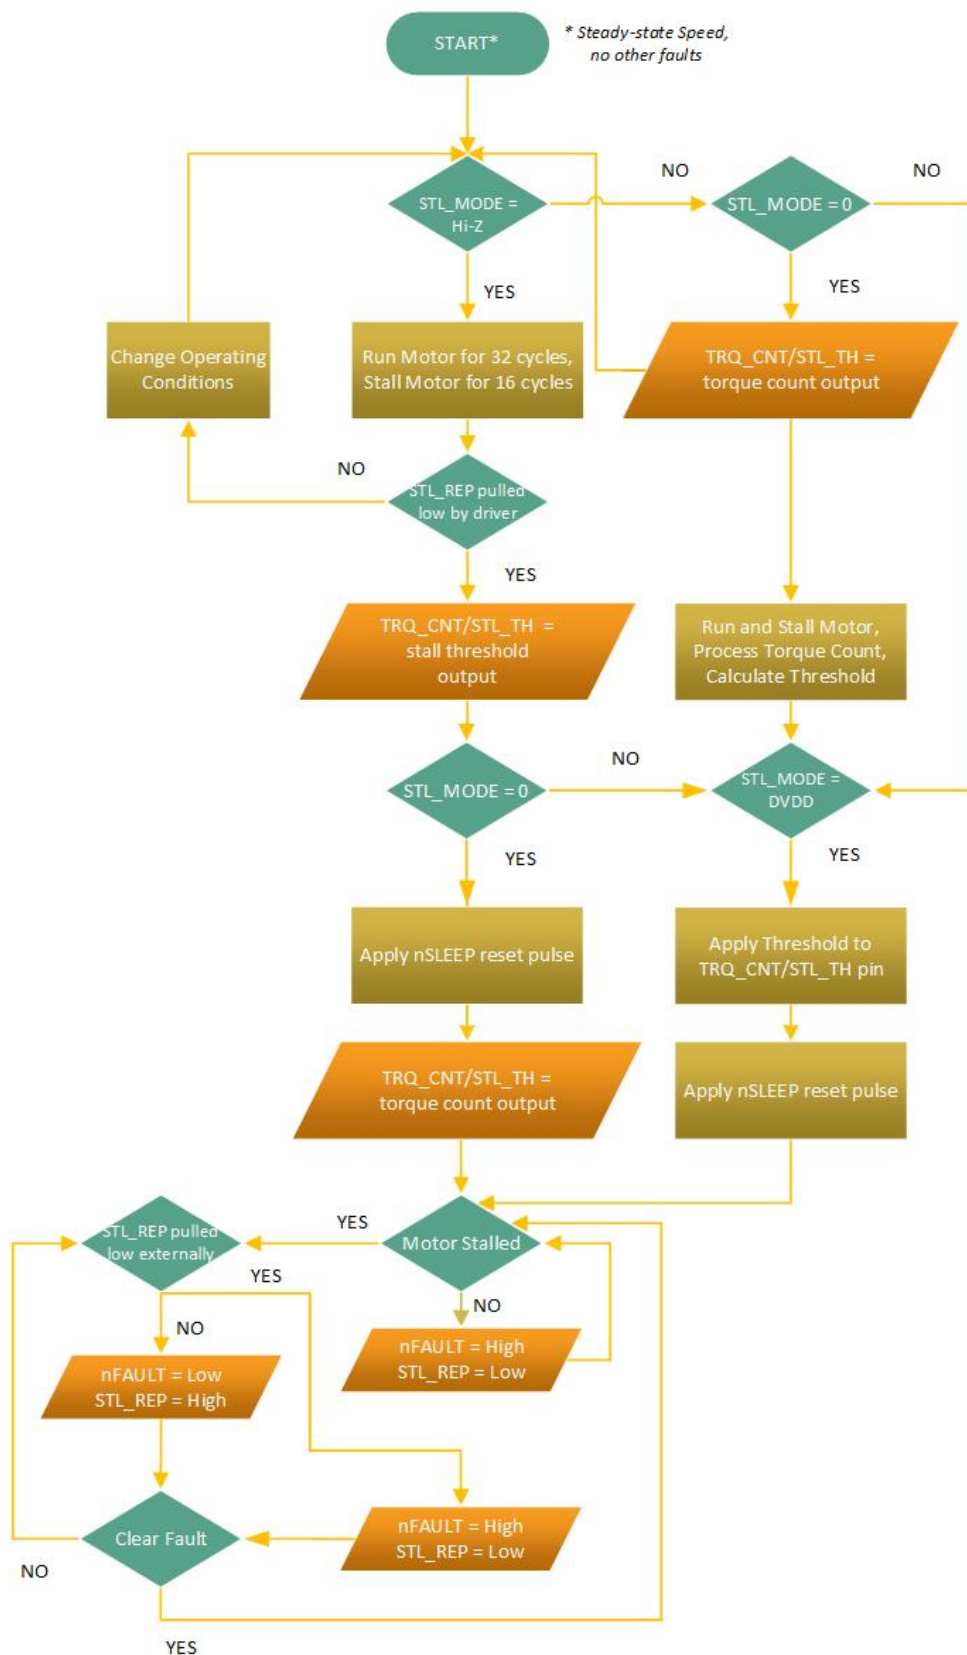 START*
* Steady-state Speed,
no other faults
STL_MODE =
Hi-Z
NO
STL_MODE = 0
NO
YES
YES
Change Operating
Conditions
Run Motor for 32 cycles,
Stall Motor for 16 cycles
TRQ_CNT/STL_TH =
torque count output
NO
STL_REP pulled
low by driver
YES
TRQ_CNT/STL_TH =
stall threshold
output
Run and Stall Motor,
Process Torque Count,
Calculate Threshold
STL_MODE = 0
NO
STL_MODE =
DVDD
YES
YES
Apply nSLEEP reset pulse
Apply Threshold to
TRQ_CNT/STL_TH pin
TRQ_CNT/STL_TH =
torque count output
Apply nSLEEP reset pulse
STL_REP pulled
low externally
YES
Motor Stalled
YES
NO
NO
nFAULT = High
STL_REP = Low
nFAULT = Low
STL_REP = High
Clear Fault
nFAULT = High
STL_REP = Low
NO
YES